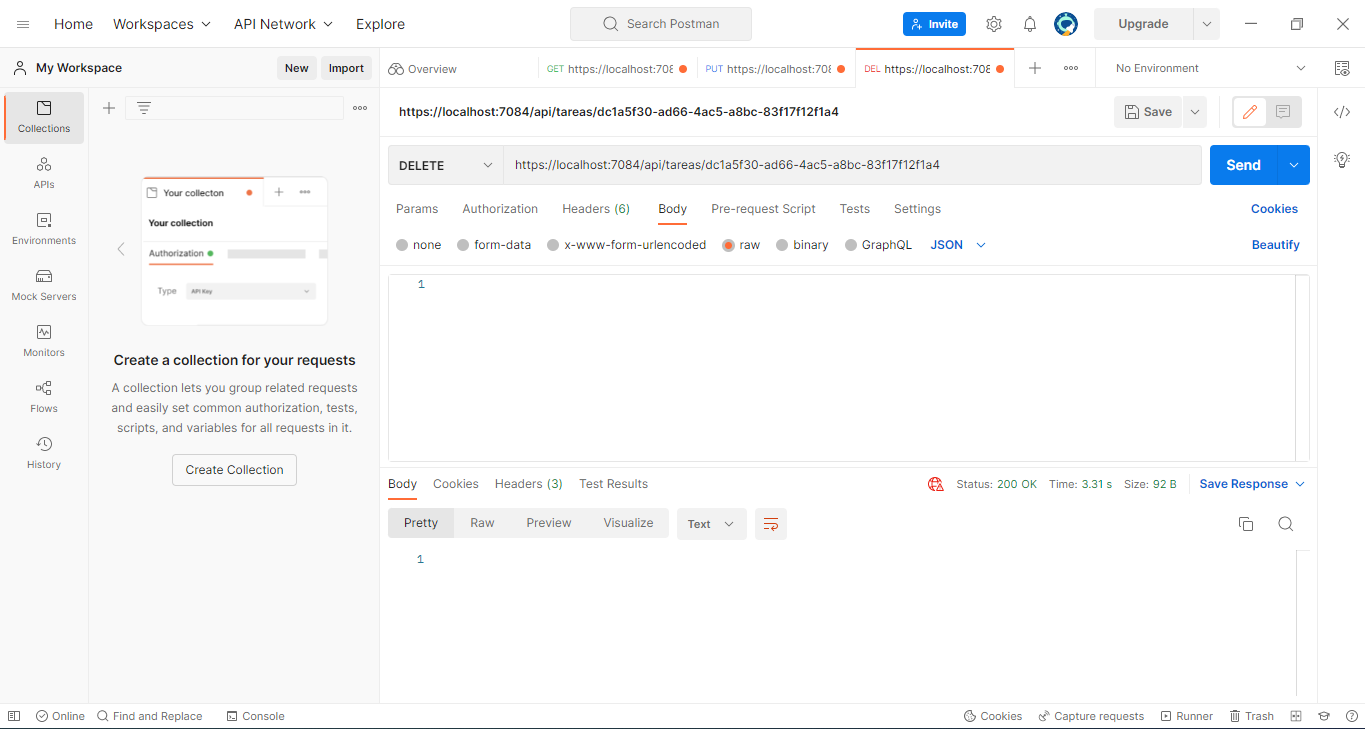 Home Workspaces API Network Explore Search Postman Invite Upgrade
My Workspace New Import Overview GET https://localhost:708 PUT https://localhost:708 DEL https://localhost:708 No Environment
Collections
APIs
Environments
Mock Servers
Monitors
Flows
History
Your collecton
Your collection
Authorization
Type API Key
Create a collection for your requests
A collection lets you group related requests
and easily set common authorization, tests,
scripts, and variables for all requests in it.
Create Collection
https://localhost:7084/api/tareas/dc1a5f30-ad66-4ac5-a8bc-83f17f12f1a4 Save
DELETE https://localhost:7084/api/tareas/dc1a5f30-ad66-4ac5-a8bc-83f17f12f1a4 Send
Params Authorization Headers (6) Body Pre-request Script Tests Settings Cookies
none form-data x-www-form-urlencoded raw binary GraphQL JSON Beautify
1
Body Cookies Headers (3) Test Results Status: 200 OK Time: 3.31 s Size: 92 B Save Response
Pretty Raw Preview Visualize Text
1
Online Find and Replace Console Cookies Capture requests Runner Trash